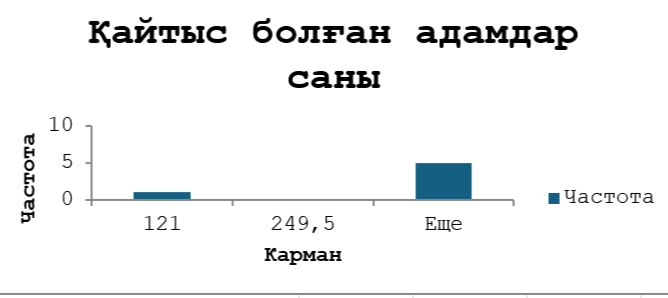 Қайтыс болған адамдар
саны
Частота
10
5
0
121 249,5 Еще
Карман
Частота